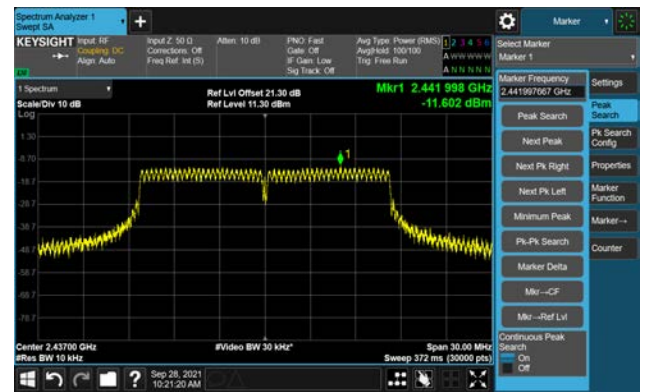 Spectrum Analyzer 1
Swept SA
Marker
KEYSIGHT
Input: RF
Coupling: DC
Align: Auto
Input Z: 50 Ω
Corrections: Off
Freq Ref: Int (S)
Atten: 10 dB
PNO: Fast
Gate: Off
IF Gain: Low
Sig Track: Off
Avg Type: Power (RMS)
Avg|Hold: 100/100
Trig: Free Run
1 2 3 4 5 6
A W W W W W
A N N N N N
Select Marker
Marker 1
1 Spectrum
Scale/Div 10 dB
Log
Ref Lvl Offset 21.30 dB
Ref Level 11.30 dBm
Mkr1 2.441 998 GHz
-11.602 dBm
1.30
-8.70
-18.7
-28.7
-38.7
-48.7
-58.7
-68.7
-78.7
1
Center 2.43700 GHz
#Res BW 10 kHz
#Video BW 30 kHz*
Span 30.00 MHz
Sweep 372 ms (30000 pts)
Marker Frequency
2.441997667 GHz
Peak Search
Next Peak
Next Pk Right
Next Pk Left
Minimum Peak
Pk-Pk Search
Marker Delta
Mkr→CF
Mkr→Ref Lvl
Continuous Peak
Search
On
Off
Settings
Peak
Search
Pk Search
Config
Properties
Marker
Function
Marker→
Counter
?
Sep 28, 2021
10:21:20 AM